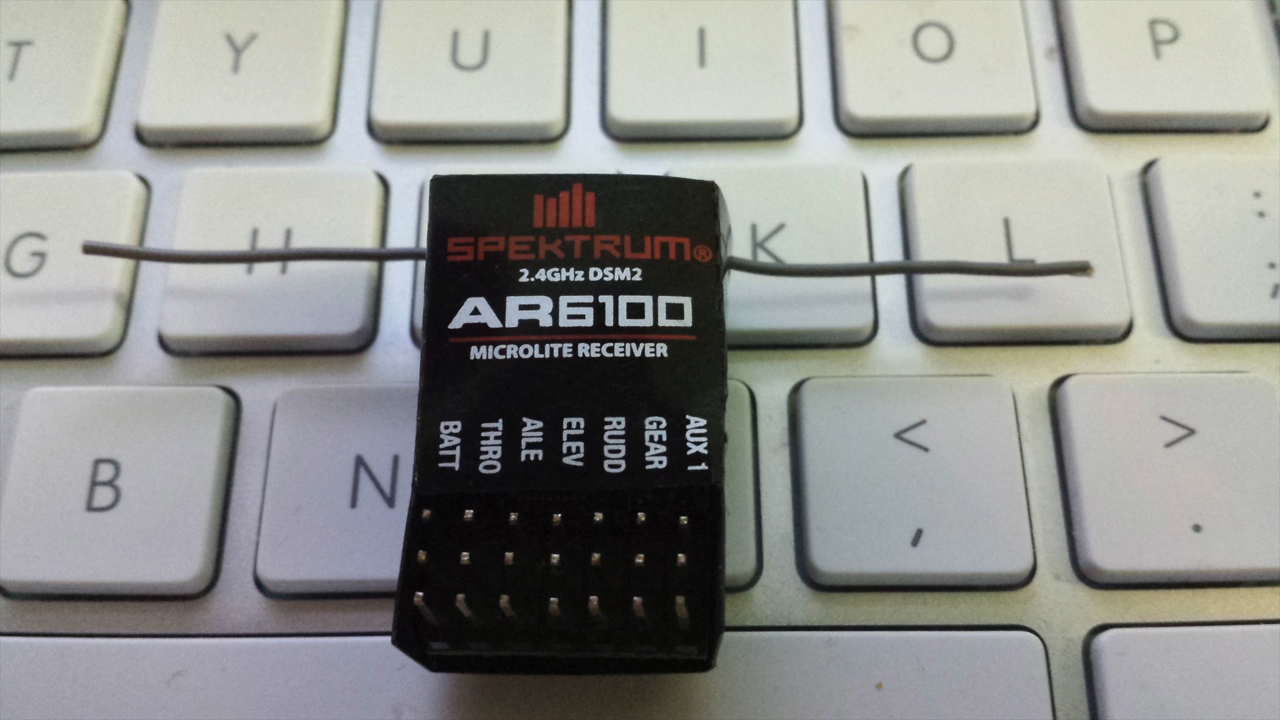 T Y U I O P
G H K L : ;
SPEKTRUM®
2.4GHz DSM2
AR6100
MICROLITE RECEIVER
BATT THRO AILE ELEV RUDD GEAR AUX 1
B N < ,  > .